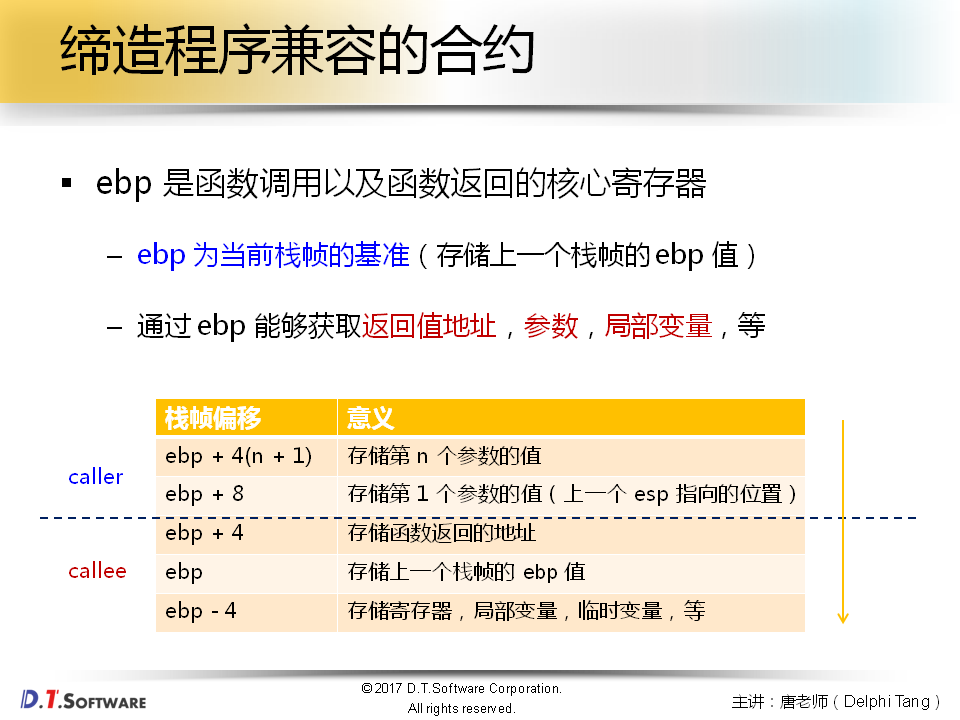 缔造程序兼容的合约
▪ ebp 是函数调用以及函数返回的核心寄存器
– ebp 为当前栈帧的基准（存储上一个栈帧的 ebp 值）
– 通过 ebp 能够获取返回值地址，参数，局部变量，等
栈帧偏移 意义
ebp + 4(n + 1) 存储第 n 个参数的值
caller
ebp + 8 存储第 1 个参数的值（上一个 esp 指向的位置）
ebp + 4 存储函数返回的地址
callee
ebp 存储上一个栈帧的 ebp 值
ebp - 4 存储寄存器，局部变量，临时变量，等
D.T.Software
©2017 D.T.Software Corporation.
All rights reserved.
主讲：唐老师（Delphi Tang）